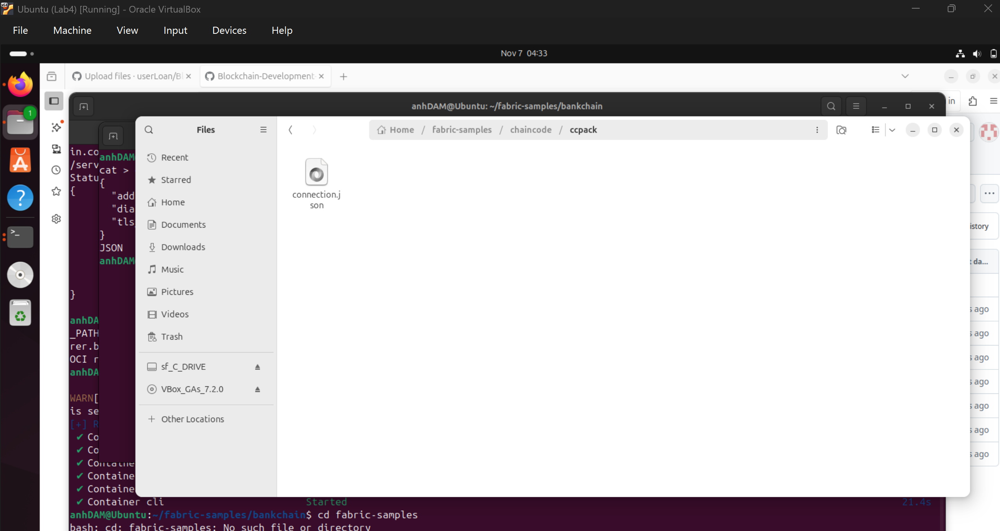 Ubuntu (Lab4) [Running] - Oracle VirtualBox
File Machine View Input Devices Help
Nov 7 04:33
Upload files · userLoan/Bl
Blockchain-Development-
anhDAM@Ubuntu: ~/fabric-samples/bankchain
in
Files
Home / fabric-samples / chaincode / ccpack
1
Recent
Starred
Home
Documents
Downloads
Music
Pictures
Videos
Trash
sf_C_DRIVE
VBox_GAs_7.2.0
Other Locations
connection.j
son
in.co
/serv
Statu
{
}
anhDA
_PATH
rer.b
OCI r
anhDA
WARN[
is se
[+] R
✔ Co
✔ Co
✔ Containe
✔ Containe
✔ Containe
✔ Container cli Started 21.4s
anhDAM@Ubuntu:~/fabric-samples/bankchain$ cd fabric-samples
bash: cd: fabric-samples: No such file or directory
anhDAM
cat >
{
"add
"dia
"tls
}
JSON
anhDAM
istory
t da...
s ago
s ago
s ago
s ago
s ago
s ago
s ago